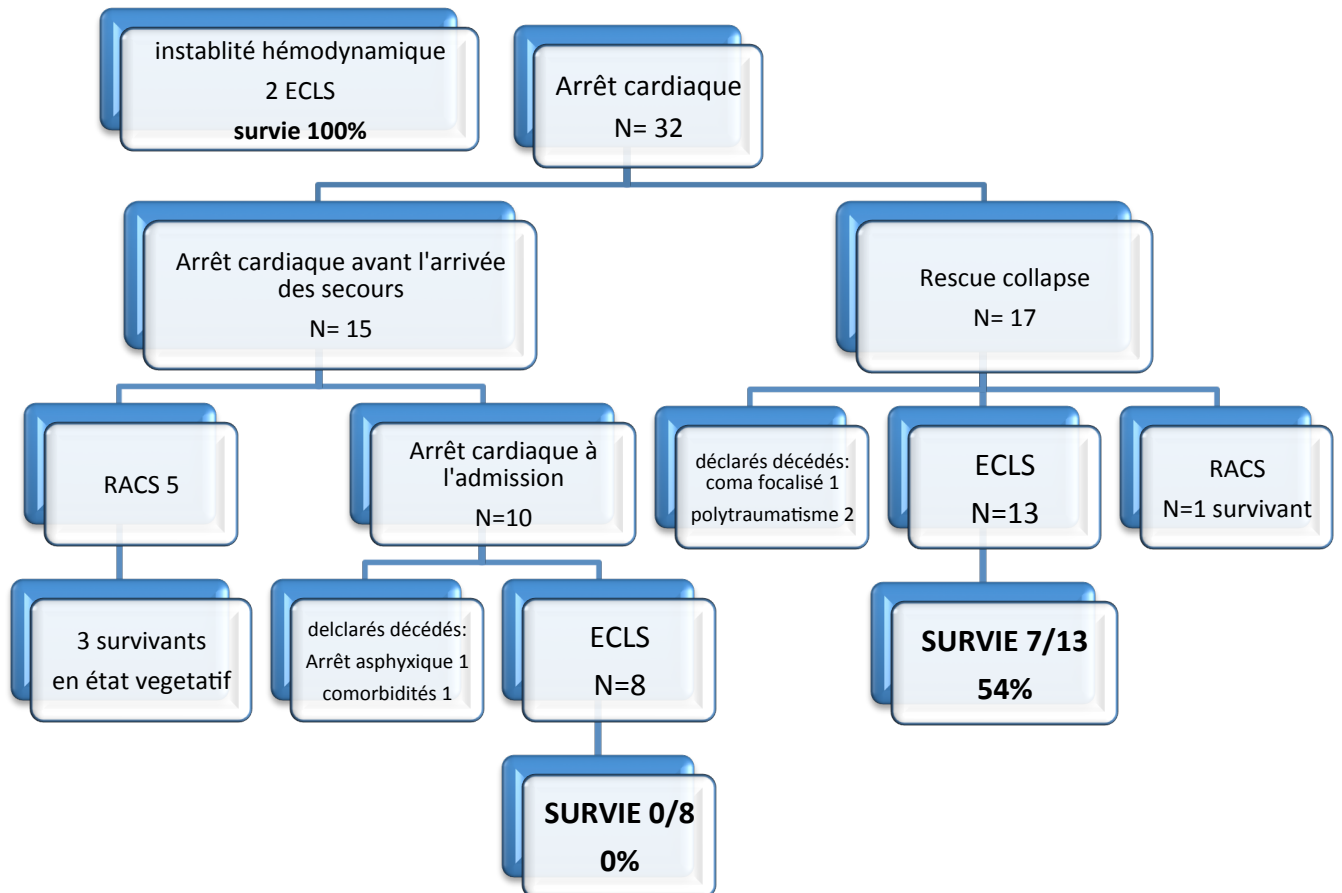 instablité hémodynamique
2 ECLS
survie 100%
Arrêt cardiaque
N= 32
Arrêt cardiaque avant l'arrivée
des secours
N= 15
Rescue collapse
N= 17
RACS 5
Arrêt cardiaque à
l'admission
N=10
déclarés décédés:
coma focalisé 1
polytraumatisme 2
ECLS
N=13
RACS
N=1 survivant
3 survivants
en état vegetatif
delclarés décédés:
Arrêt asphyxique 1
comorbidités 1
ECLS
N=8
SURVIE 7/13
54%
SURVIE 0/8
0%